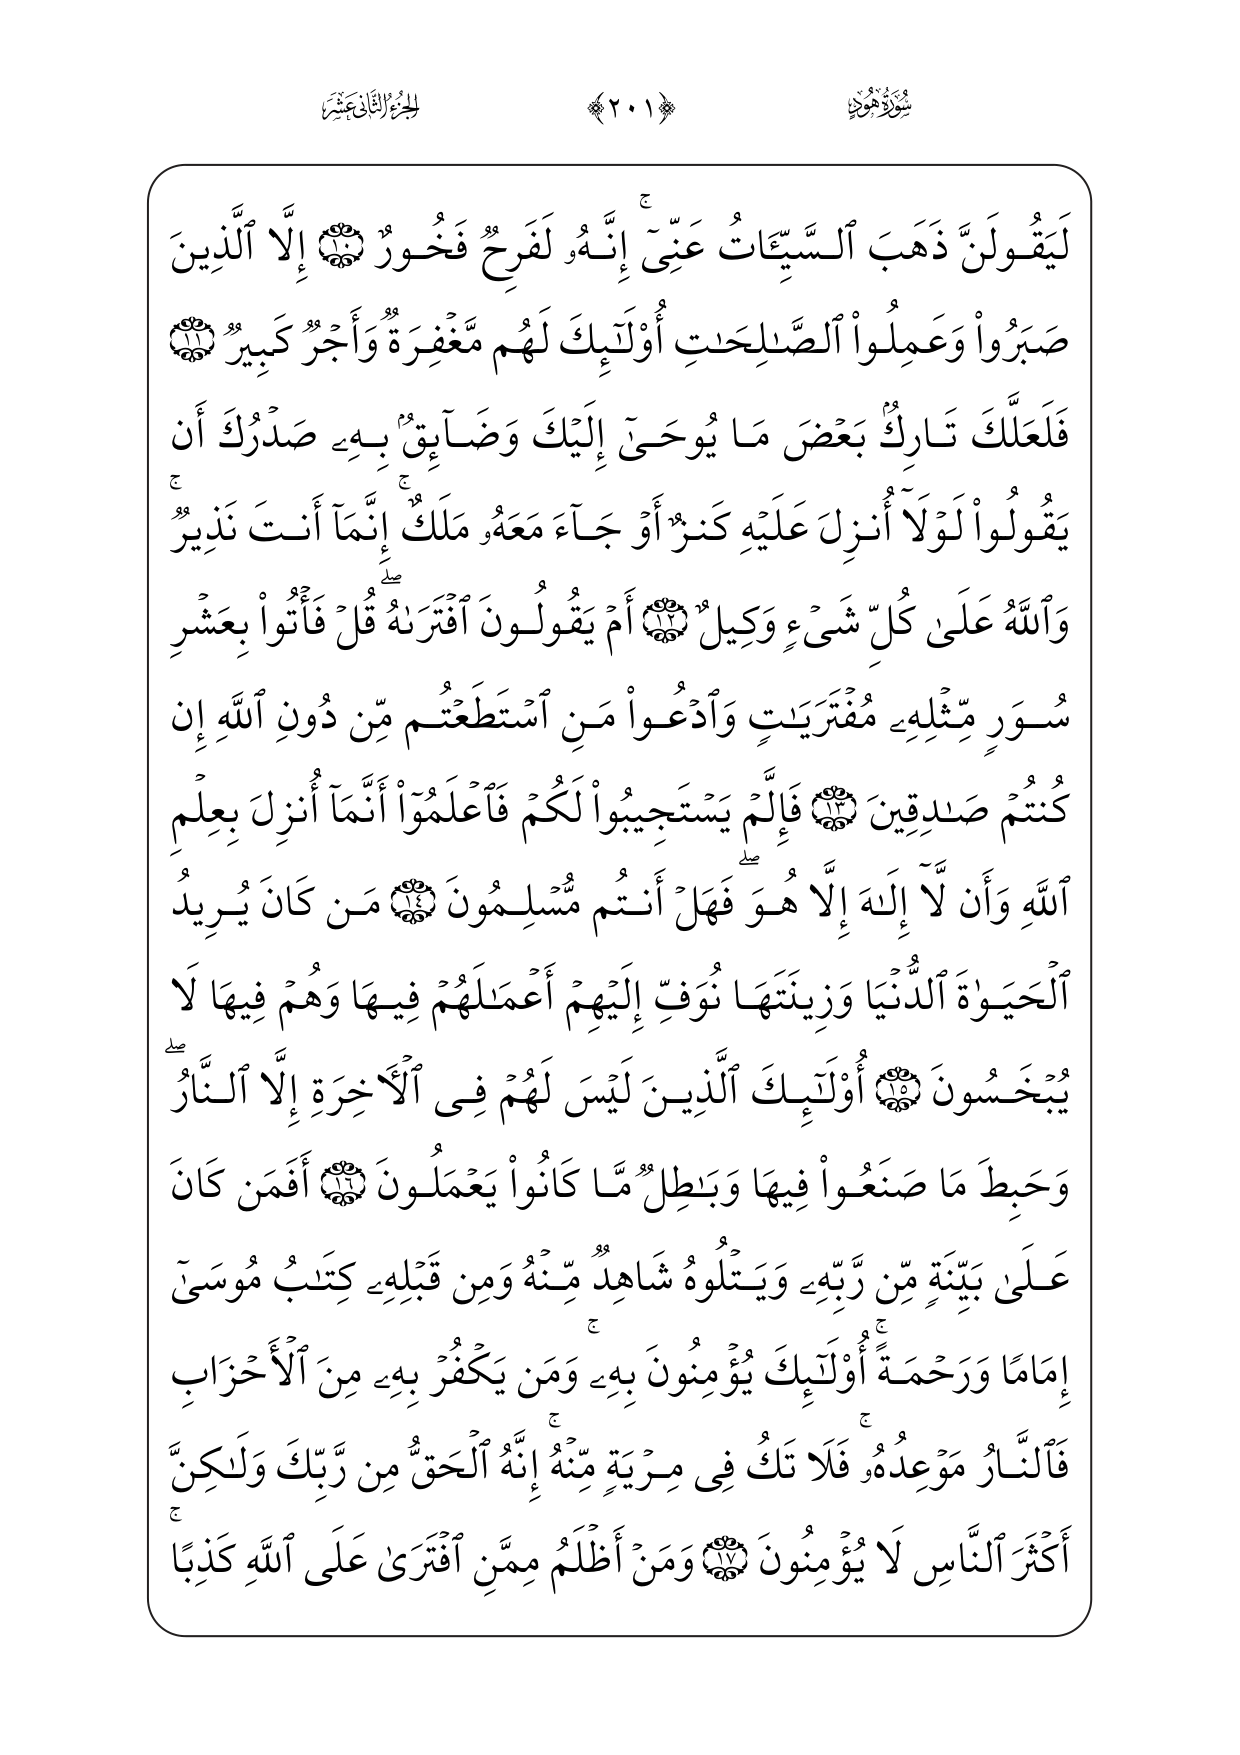 سُورَةُ هُودٍ ﴿٢٠١﴾ الجُزْءُ الثَّانِي عَشَرَ
لَيَقُولَنَّ ذَهَبَ ٱلسَّيِّـَٔاتُ عَنِّيٓۚ إِنَّهُۥ لَفَرِحٞ فَخُورٌ ١٠ إِلَّا ٱلَّذِينَ
صَبَرُواْ وَعَمِلُواْ ٱلصَّٰلِحَٰتِ أُوْلَٰٓئِكَ لَهُم مَّغۡفِرَةٞ وَأَجۡرٞ كَبِيرٞ ١١
فَلَعَلَّكَ تَارِكُۢ بَعۡضَ مَا يُوحَىٰٓ إِلَيۡكَ وَضَآئِقُۢ بِهِۦ صَدۡرُكَ أَن
يَقُولُواْ لَوۡلَآ أُنزِلَ عَلَيۡهِ كَنزٌ أَوۡ جَآءَ مَعَهُۥ مَلَكٌۚ إِنَّمَآ أَنتَ نَذِيرٞۚ
وَٱللَّهُ عَلَىٰ كُلِّ شَيۡءٖ وَكِيلٌ ١٢ أَمۡ يَقُولُونَ ٱفۡتَرَىٰهُۖ قُلۡ فَأۡتُواْ بِعَشۡرِ
سُوَرٖ مِّثۡلِهِۦ مُفۡتَرَيَٰتٖ وَٱدۡعُواْ مَنِ ٱسۡتَطَعۡتُم مِّن دُونِ ٱللَّهِ إِن
كُنتُمۡ صَٰدِقِينَ ١٣ فَإِلَّمۡ يَسۡتَجِيبُواْ لَكُمۡ فَٱعۡلَمُوٓاْ أَنَّمَآ أُنزِلَ بِعِلۡمِ
ٱللَّهِ وَأَن لَّآ إِلَٰهَ إِلَّا هُوَۖ فَهَلۡ أَنتُم مُّسۡلِمُونَ ١٤ مَن كَانَ يُرِيدُ
ٱلۡحَيَوٰةَ ٱلدُّنۡيَا وَزِينَتَهَا نُوَفِّ إِلَيۡهِمۡ أَعۡمَٰلَهُمۡ فِيهَا وَهُمۡ فِيهَا لَا
يُبۡخَسُونَ ١٥ أُوْلَٰٓئِكَ ٱلَّذِينَ لَيۡسَ لَهُمۡ فِي ٱلۡأٓخِرَةِ إِلَّا ٱلنَّارُۖ
وَحَبِطَ مَا صَنَعُواْ فِيهَا وَبَٰطِلٞ مَّا كَانُواْ يَعۡمَلُونَ ١٦ أَفَمَن كَانَ
عَلَىٰ بَيِّنَةٖ مِّن رَّبِّهِۦ وَيَتۡلُوهُ شَاهِدٞ مِّنۡهُ وَمِن قَبۡلِهِۦ كِتَٰبُ مُوسَىٰٓ
إِمَامٗا وَرَحۡمَةًۚ أُوْلَٰٓئِكَ يُؤۡمِنُونَ بِهِۦۚ وَمَن يَكۡفُرۡ بِهِۦ مِنَ ٱلۡأَحۡزَابِ
فَٱلنَّارُ مَوۡعِدُهُۥۚ فَلَا تَكُ فِي مِرۡيَةٖ مِّنۡهُۚ إِنَّهُ ٱلۡحَقُّ مِن رَّبِّكَ وَلَٰكِنَّ
أَكۡثَرَ ٱلنَّاسِ لَا يُؤۡمِنُونَ ١٧ وَمَنۡ أَظۡلَمُ مِمَّنِ ٱفۡتَرَىٰ عَلَى ٱللَّهِ كَذِبًاۚ